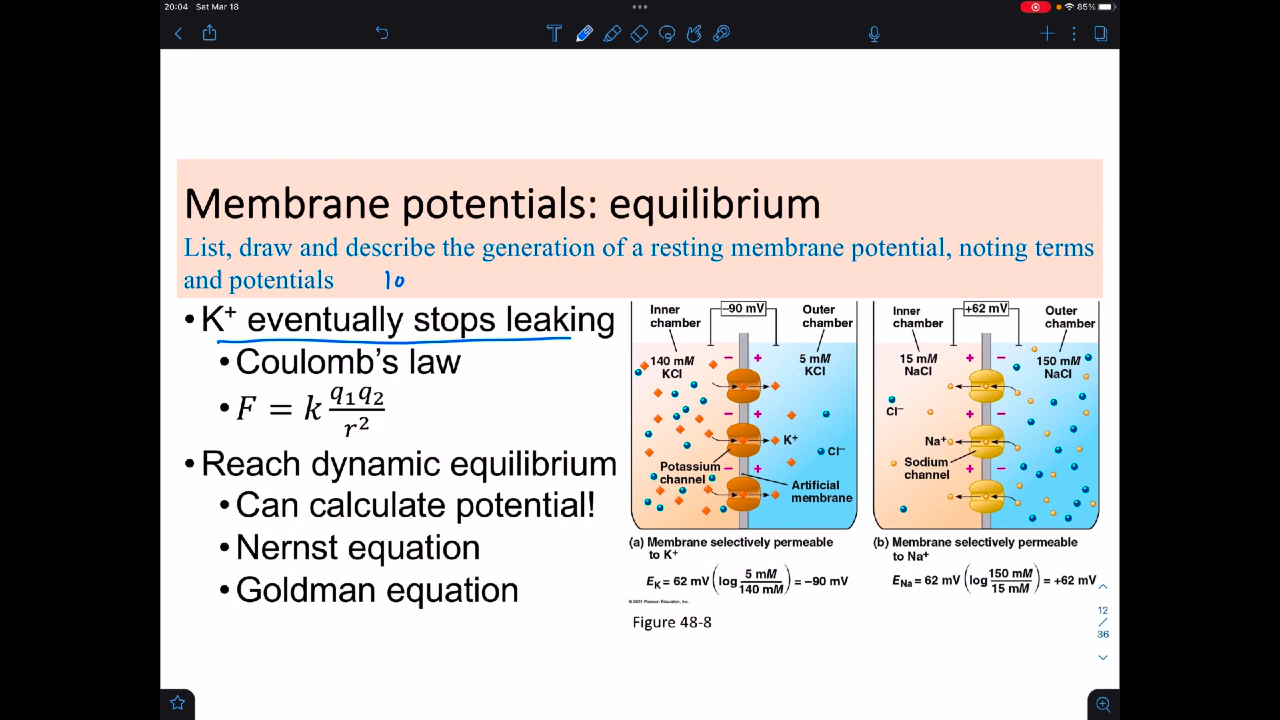 20:04 Sat Mar 18
85%
Membrane potentials: equilibrium
List, draw and describe the generation of a resting membrane potential, noting terms
and potentials 10
• K⁺ eventually stops leaking
• Coulomb's law
• F = k q₁q₂ / r²
• Reach dynamic equilibrium
• Can calculate potential!
• Nernst equation
• Goldman equation
Inner
chamber
–90 mV
Outer
chamber
140 mM
KCl
5 mM
KCl
– +
– +
K⁺
Cl⁻
Potassium
channel
– +
Artificial
membrane
(a) Membrane selectively permeable
to K⁺
E_K = 62 mV (log 5 mM / 140 mM) = –90 mV
©2021 Pearson Education, Inc.
Figure 48-8
Inner
chamber
+62 mV
Outer
chamber
15 mM
NaCl
150 mM
NaCl
+ –
Cl⁻
+ –
Na⁺
Sodium
channel
+ –
(b) Membrane selectively permeable
to Na⁺
E_Na = 62 mV (log 150 mM / 15 mM) = +62 mV
12
/
36